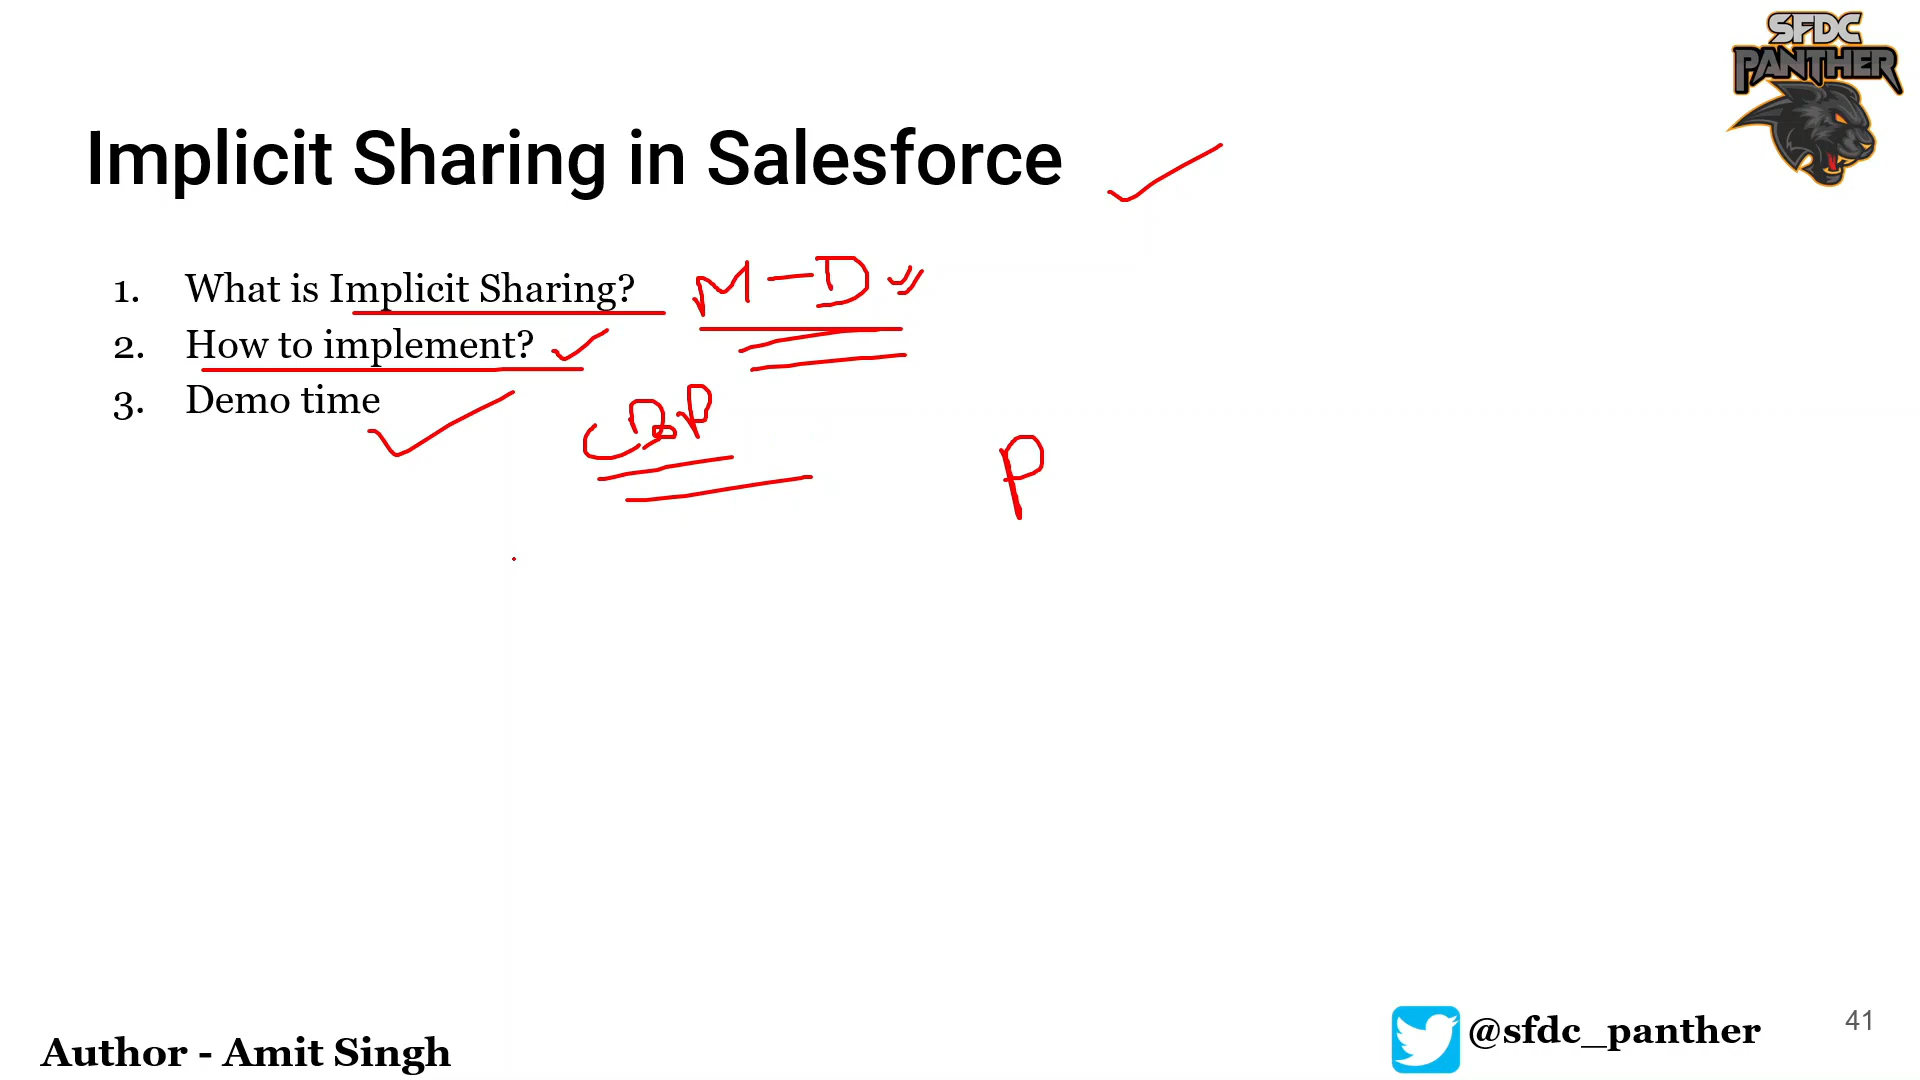 SFDC
PANTHER
Implicit Sharing in Salesforce
1. What is Implicit Sharing?
M-D
2. How to implement?
3. Demo time
P
Author - Amit Singh
@sfdc_panther
41